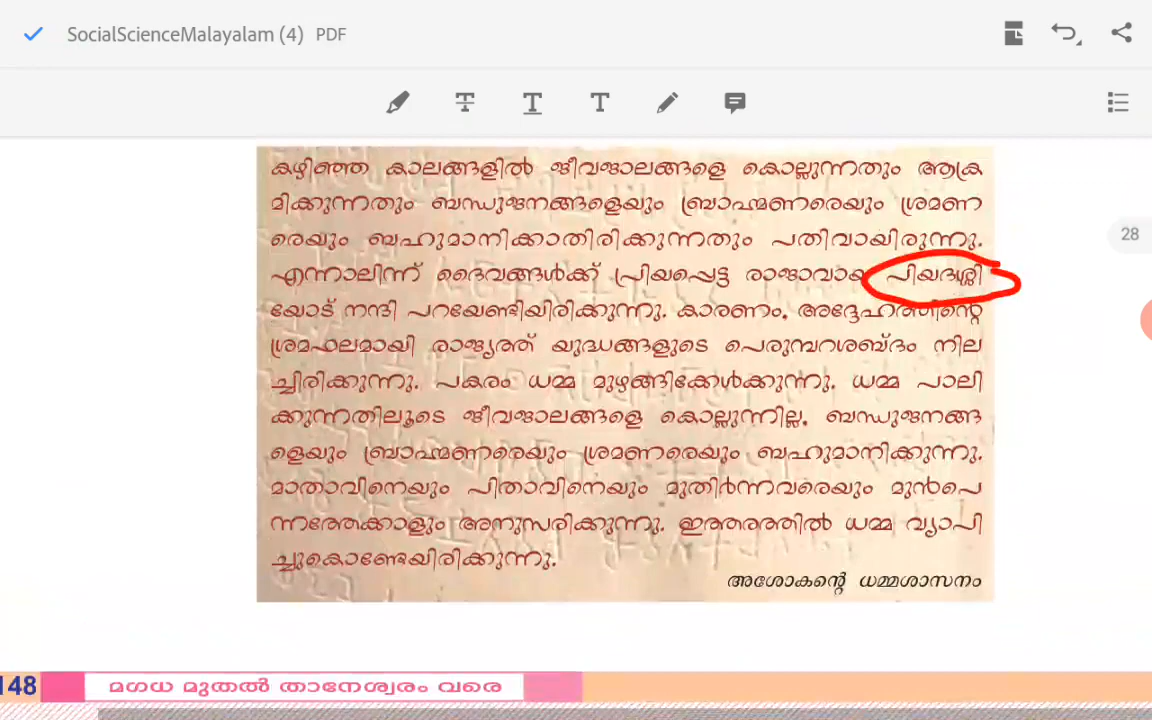 SocialScienceMalayalam (4) PDF
കഴിഞ്ഞ കാലങ്ങളിൽ ജീവജാലങ്ങളെ കൊല്ലുന്നതും ആക്ര
മിക്കുന്നതും ബന്ധുജനങ്ങളെയും ബ്രാഹ്മണരെയും ശ്രമണ
രെയും ബഹുമാനിക്കാതിരിക്കുന്നതും പതിവായിരുന്നു.
എന്നാലിന്ന് ദൈവങ്ങൾക്ക് പ്രിയപ്പെട്ട രാജാവായ പിയദശ്ശി
28
യോട് നന്ദി പറയേണ്ടിയിരിക്കുന്നു. കാരണം, അദ്ദേഹത്തിന്റെ
ശ്രമഫലമായി രാജ്യത്ത് യുദ്ധങ്ങളുടെ പെരുമ്പറശബ്ദം നില
ച്ചിരിക്കുന്നു. പകരം ധമ്മ മുഴങ്ങിക്കേൾക്കുന്നു. ധമ്മ പാലി
ക്കുന്നതിലൂടെ ജീവജാലങ്ങളെ കൊല്ലുന്നില്ല, ബന്ധുജനങ്ങ
ളെയും ബ്രാഹ്മണരെയും ശ്രമണരെയും ബഹുമാനിക്കുന്നു.
മാതാവിനെയും പിതാവിനെയും മുതിർന്നവരെയും മുൻപെ
ന്നത്തേക്കാളും അനുസരിക്കുന്നു. ഇത്തരത്തിൽ ധമ്മ വ്യാപി
ച്ചുകൊണ്ടേയിരിക്കുന്നു.
അശോകന്റെ ധമ്മശാസനം
148 മഗധ മുതൽ താനേശ്വരം വരെ